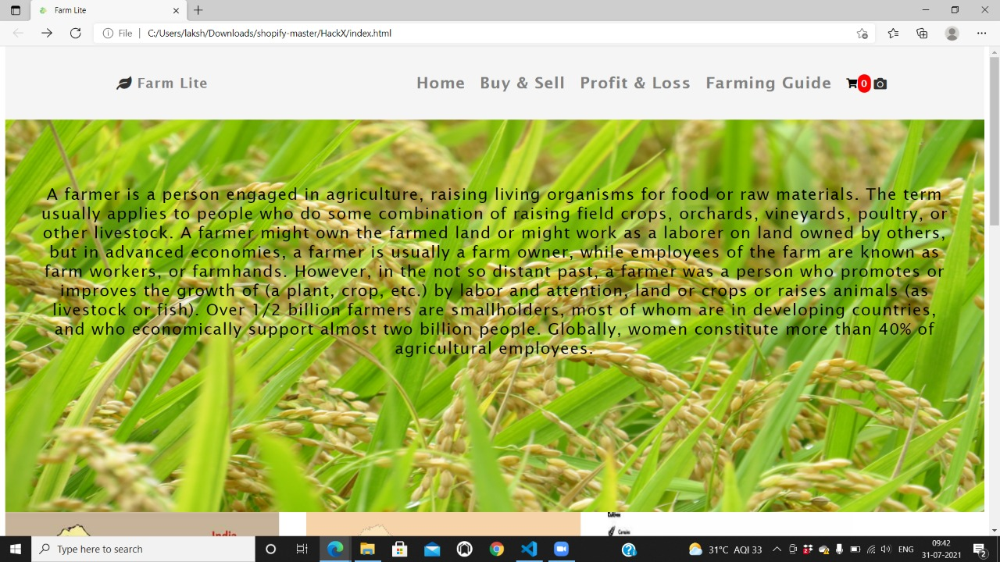 Farm Lite
File
C:/Users/laksh/Downloads/shopify-master/HackX/index.html
Farm Lite
Home Buy & Sell Profit & Loss Farming Guide 0
A farmer is a person engaged in agriculture, raising living organisms for food or raw materials. The term
usually applies to people who do some combination of raising field crops, orchards, vineyards, poultry, or
other livestock. A farmer might own the farmed land or might work as a laborer on land owned by others,
but in advanced economies, a farmer is usually a farm owner, while employees of the farm are known as
farm workers, or farmhands. However, in the not so distant past, a farmer was a person who promotes or
improves the growth of (a plant, crop, etc.) by labor and attention, land or crops or raises animals (as
livestock or fish). Over 1/2 billion farmers are smallholders, most of whom are in developing countries,
and who economically support almost two billion people. Globally, women constitute more than 40% of
agricultural employees.
India
Cereales
Type here to search
31°C AQI 33
ENG
09:42
31-07-2021
2